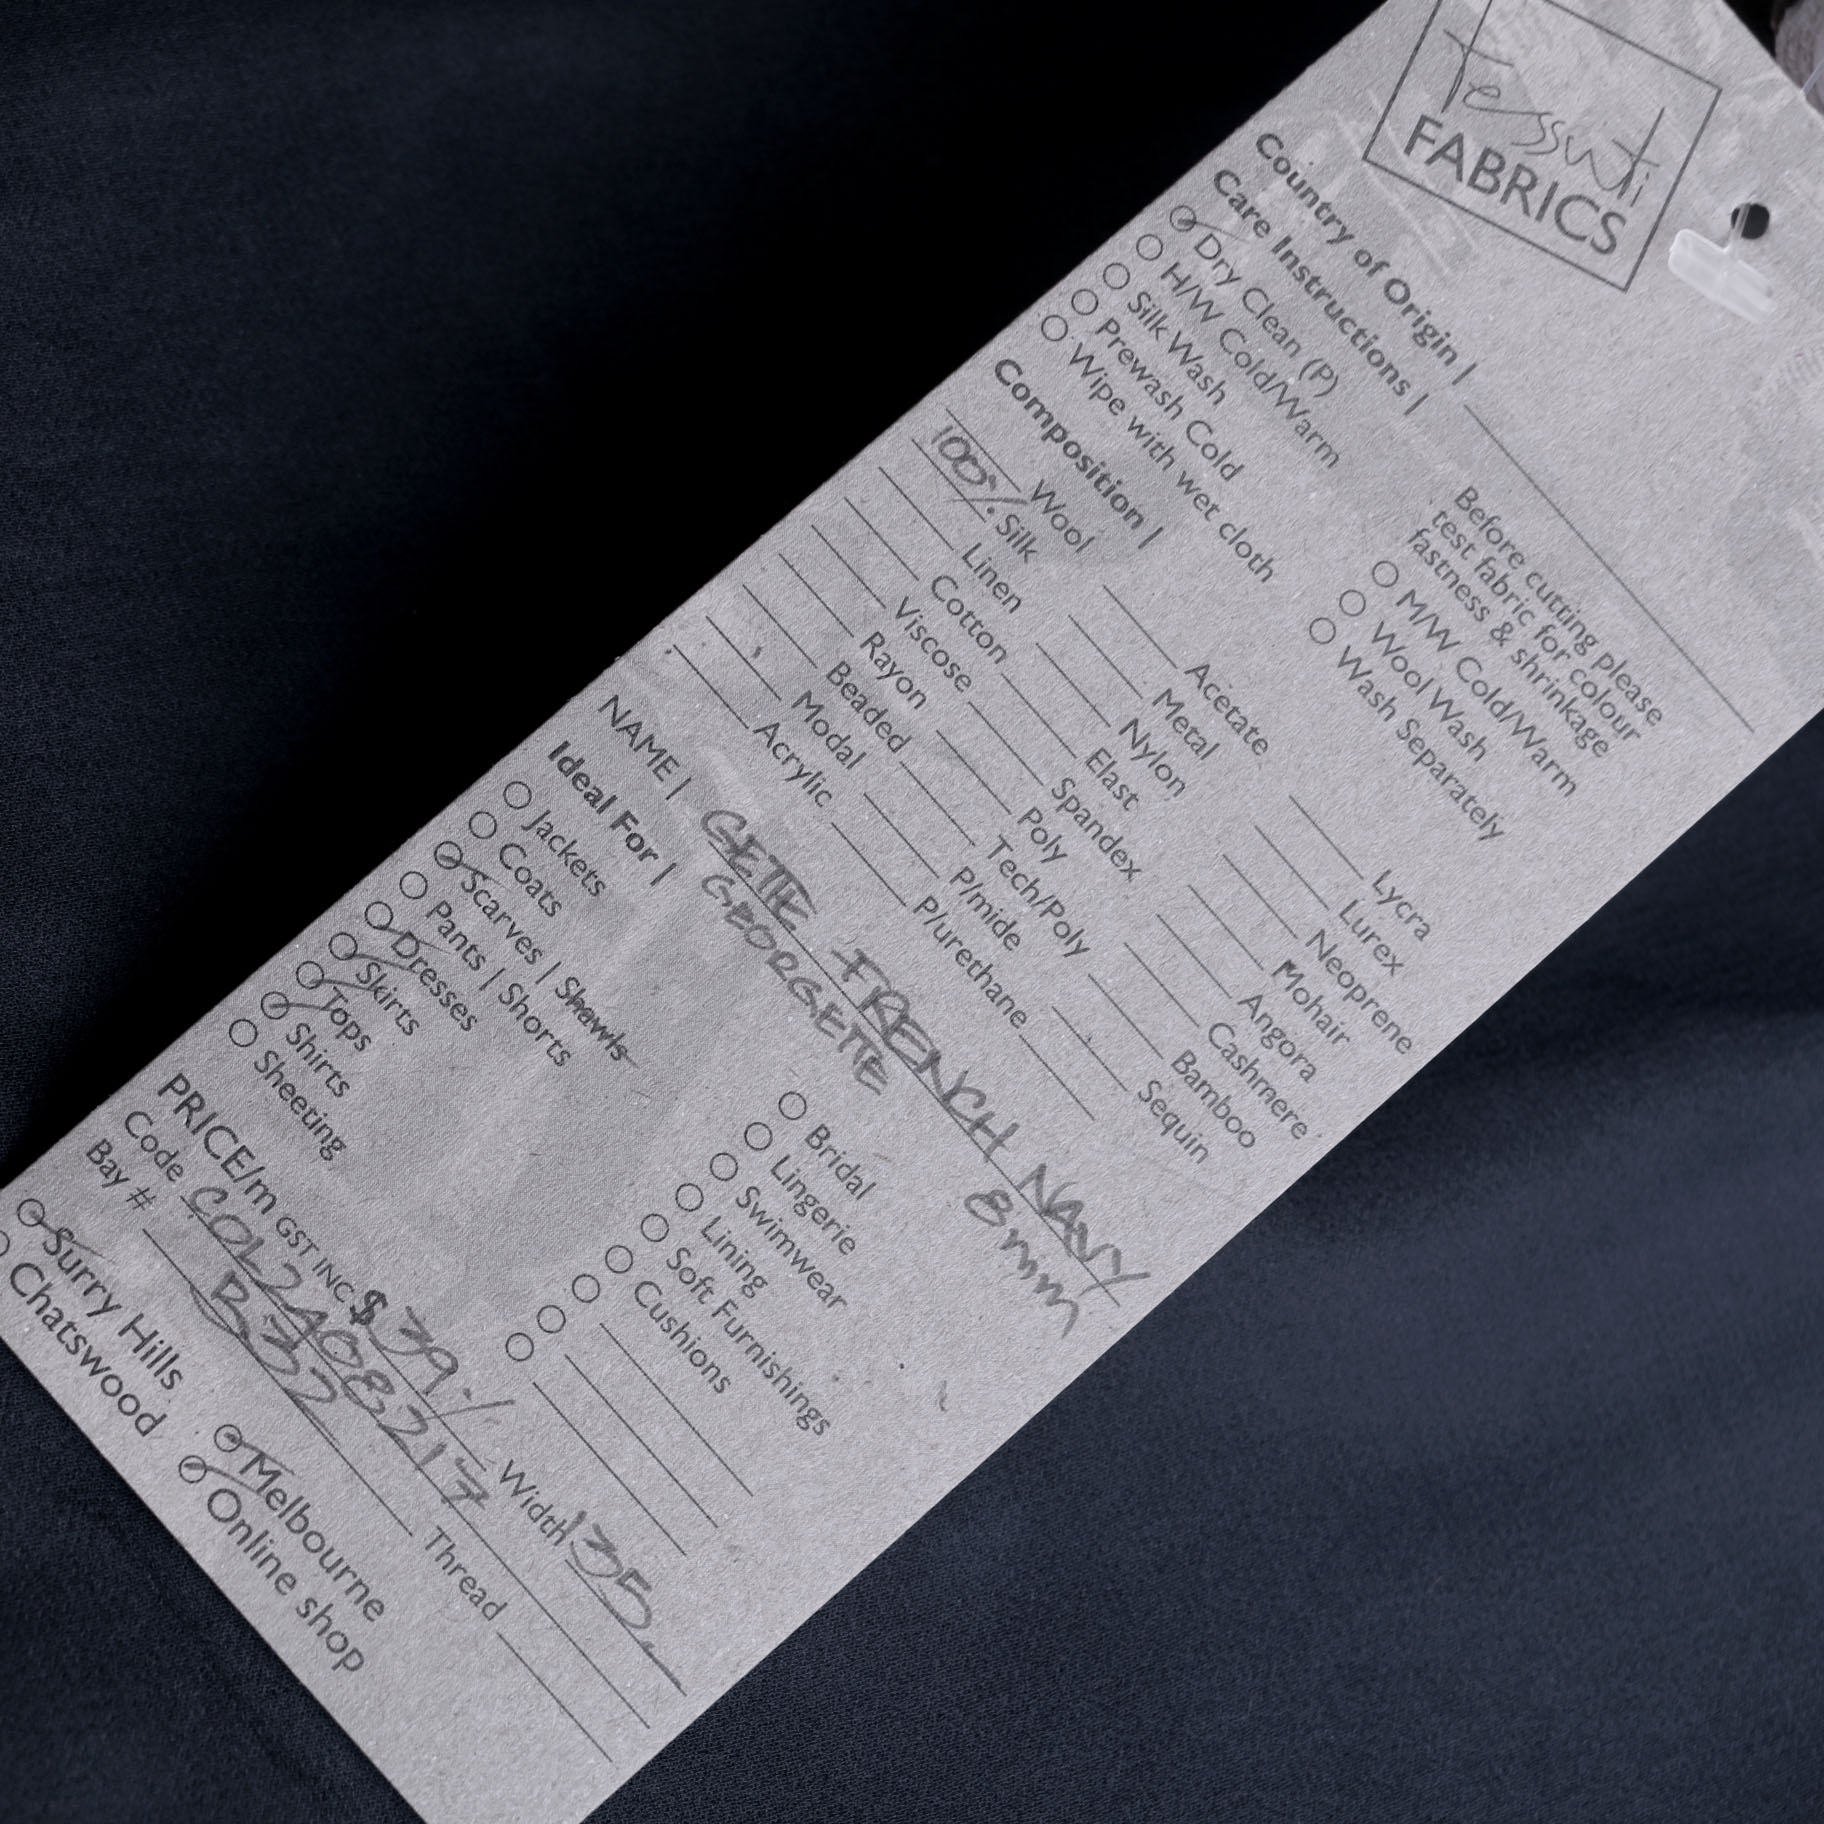 Tessuti
FABRICS
Country of Origin |
Care Instructions |
Dry Clean (P)
H/W Cold/Warm
Silk Wash
Prewash Cold
Wipe with wet cloth
Before cutting please
test fabric for colour
fastness & shrinkage
M/W Cold/Warm
Wool Wash
Wash Separately
Composition |
Wool
100% Silk
Linen
Cotton
Viscose
Rayon
Beaded
Modal
Acrylic
Acetate
Metal
Nylon
Elast
Spandex
Poly
Tech/Poly
P/mide
P/urethane
Lycra
Lurex
Neoprene
Mohair
Angora
Cashmere
Bamboo
Sequin
NAME | GETTE FRENCH NAVY
GEORGETTE 8mm
Ideal For |
Jackets
Coats
Scarves | Shawls
Pants | Shorts
Dresses
Skirts
Tops
Shirts
Sheeting
Bridal
Lingerie
Swimwear
Lining
Soft Furnishings
Cushions
PRICE/m GST INC $39./. Width 135.
Code COL2408217
Bay # B32 Thread
Surry Hills
Chatswood
Melbourne
Online shop